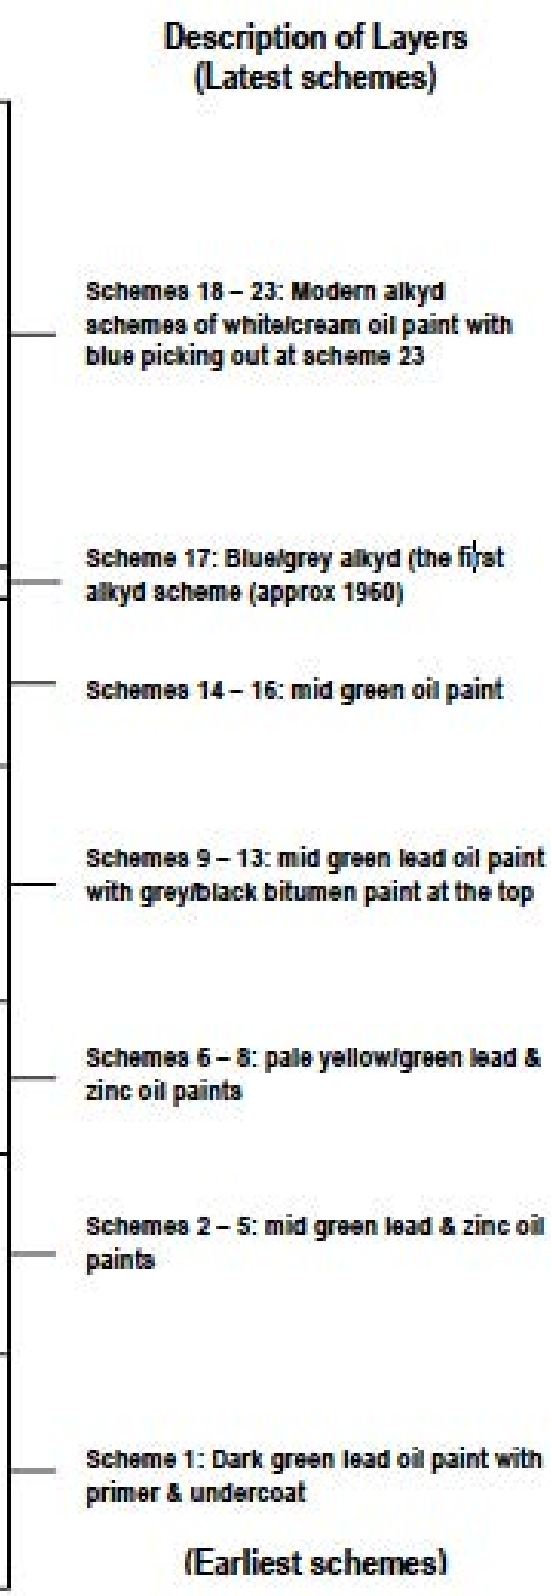 Description of Layers
(Latest schemes)
Schemes 18 – 23: Modern alkyd
schemes of white/cream oil paint with
blue picking out at scheme 23
Scheme 17: Blue/grey alkyd (the first
alkyd scheme (approx 1960)
Schemes 14 – 16: mid green oil paint
Schemes 9 – 13: mid green lead oil paint
with grey/black bitumen paint at the top
Schemes 6 – 8: pale yellow/green lead &
zinc oil paints
Schemes 2 – 5: mid green lead & zinc oil
paints
Scheme 1: Dark green lead oil paint with
primer & undercoat
(Earliest schemes)